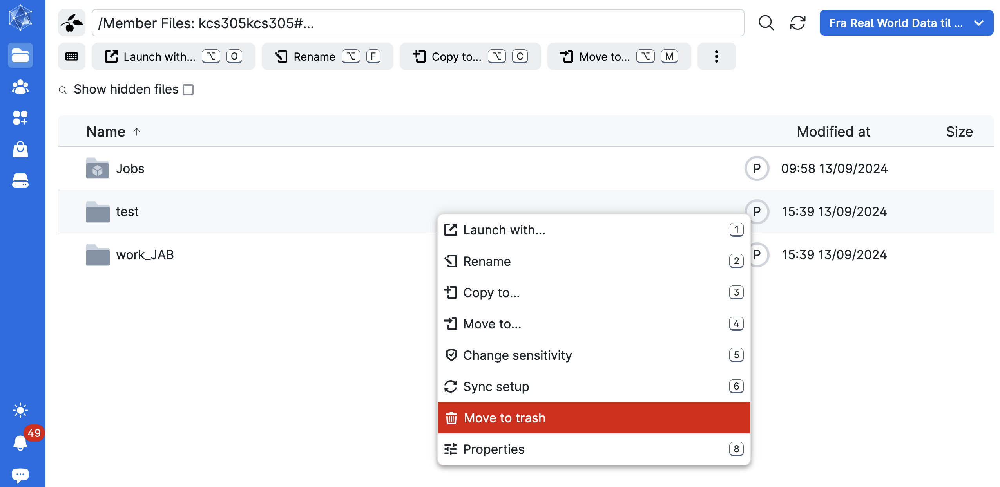 /Member Files: kcs305kcs305#...
Fra Real World Data til ...
Launch with... ⌥ O
Rename ⌥ F
Copy to... ⌥ C
Move to... ⌥ M
Show hidden files
Name ↑ Modified at Size
Jobs P 09:58 13/09/2024
test P 15:39 13/09/2024
work_JAB P 15:39 13/09/2024
Launch with... 1
Rename 2
Copy to... 3
Move to... 4
Change sensitivity 5
Sync setup 6
Move to trash
Properties 8
49